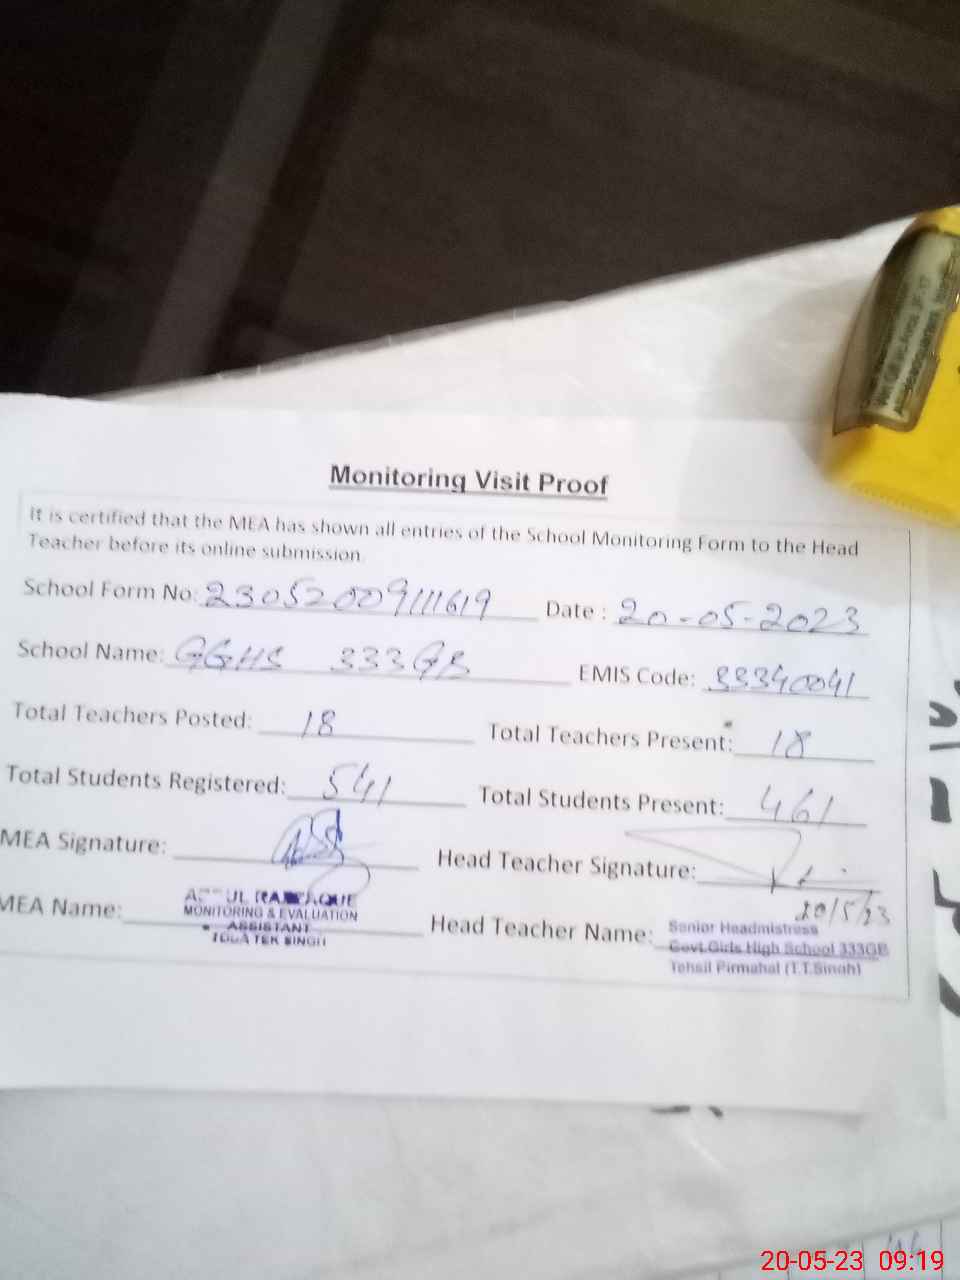 Monitoring Visit Proof
It is certified that the MEA has shown all entries of the School Monitoring Form to the Head
Teacher before its online submission.
School Form No: 23052009111619 Date : 20-05-2023
School Name: GGHS 333GB EMIS Code: 33340041
Total Teachers Posted: 18 Total Teachers Present: 18
Total Students Registered: 541 Total Students Present: 461
MEA Signature: Head Teacher Signature:
20/5/23
MEA Name: Head Teacher Name:
MONITORING & EVALUATION
ASSISTANT
TOBA TEK SINGH
Senior Headmistress
Govt.Girls High School 333GB
Tehsil Pirmahal (T.T.Singh)
20-05-23 09:19